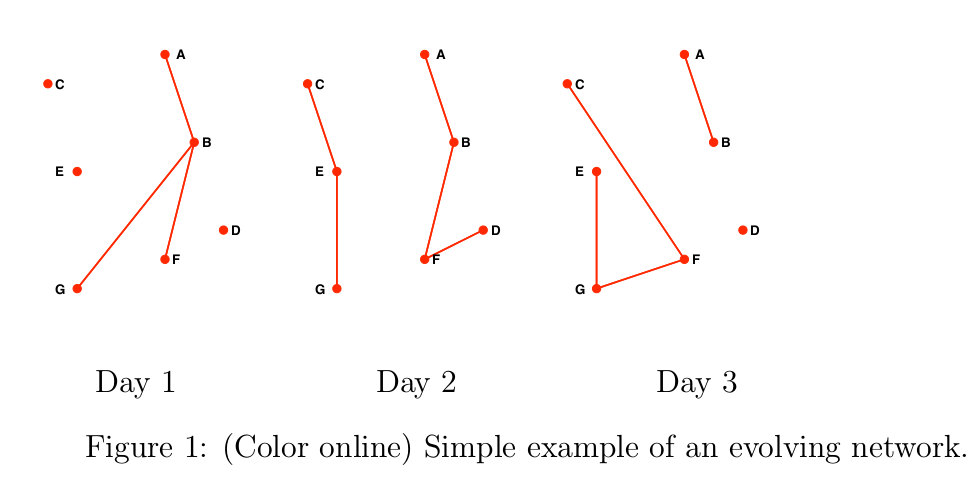 A
C
B
E
D
F
G
A
C
B
E
D
F
G
A
C
B
E
D
F
G
Day 1
Day 2
Day 3
Figure 1: (Color online) Simple example of an evolving network.